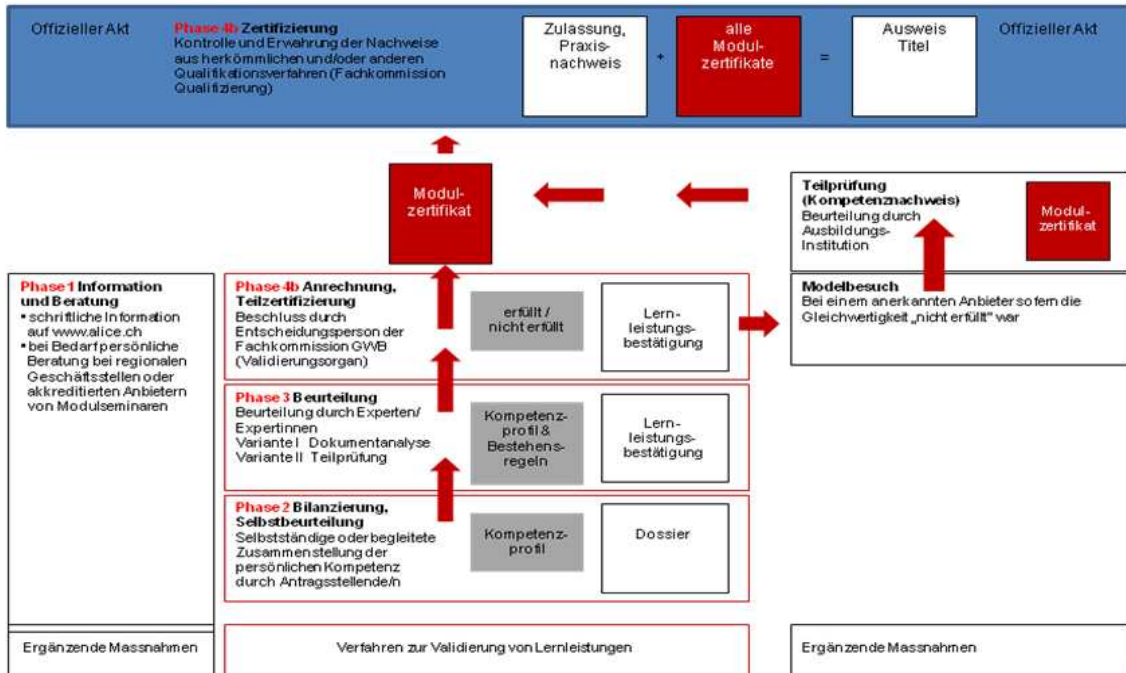 Offizieller Akt
Phase 4b Zertifizierung
Kontrolle und Erwahrung der Nachweise
aus herkömmlichen und/oder anderen
Qualifikationsverfahren (Fachkommission
Qualifizierung)
Zulassung,
Praxis-
nachweis
+
alle
Modul-
zertifikate
=
Ausweis
Titel
Offizieller Akt
Modul-
zertifikat
Teilprüfung
(Kompetenznachweis)
Beurteilung durch
Ausbildungs-
Institution
Modul-
zertifikat
Phase 1 Information
und Beratung
▪ schriftliche Information
auf www.alice.ch
▪ bei Bedarf persönliche
Beratung bei regionalen
Geschäftsstellen oder
akkreditierten Anbietern
von Modulseminaren
Phase 4b Anrechnung,
Teilzertifizierung
Beschluss durch
Entscheidungsperson der
Fachkommission GWB
(Validierungsorgan)
erfüllt /
nicht erfüllt
Lern-
leistungs-
bestätigung
Modelbesuch
Bei einem anerkannten Anbieter sofern die
Gleichwertigkeit „nicht erfüllt" war
Phase 3 Beurteilung
Beurteilung durch Experten/
Expertinnen
Variante I Dokumentanalyse
Variante II Teilprüfung
Kompetenz-
profil &
Bestehens-
regeln
Lern-
leistungs-
bestätigung
Phase 2 Bilanzierung,
Selbstbeurteilung
Selbstständige oder begleitete
Zusammenstellung der
persönlichen Kompetenz
durch Antragsstellende/n
Kompetenz-
profil
Dossier
Ergänzende Massnahmen
Verfahren zur Validierung von Lernleistungen
Ergänzende Massnahmen